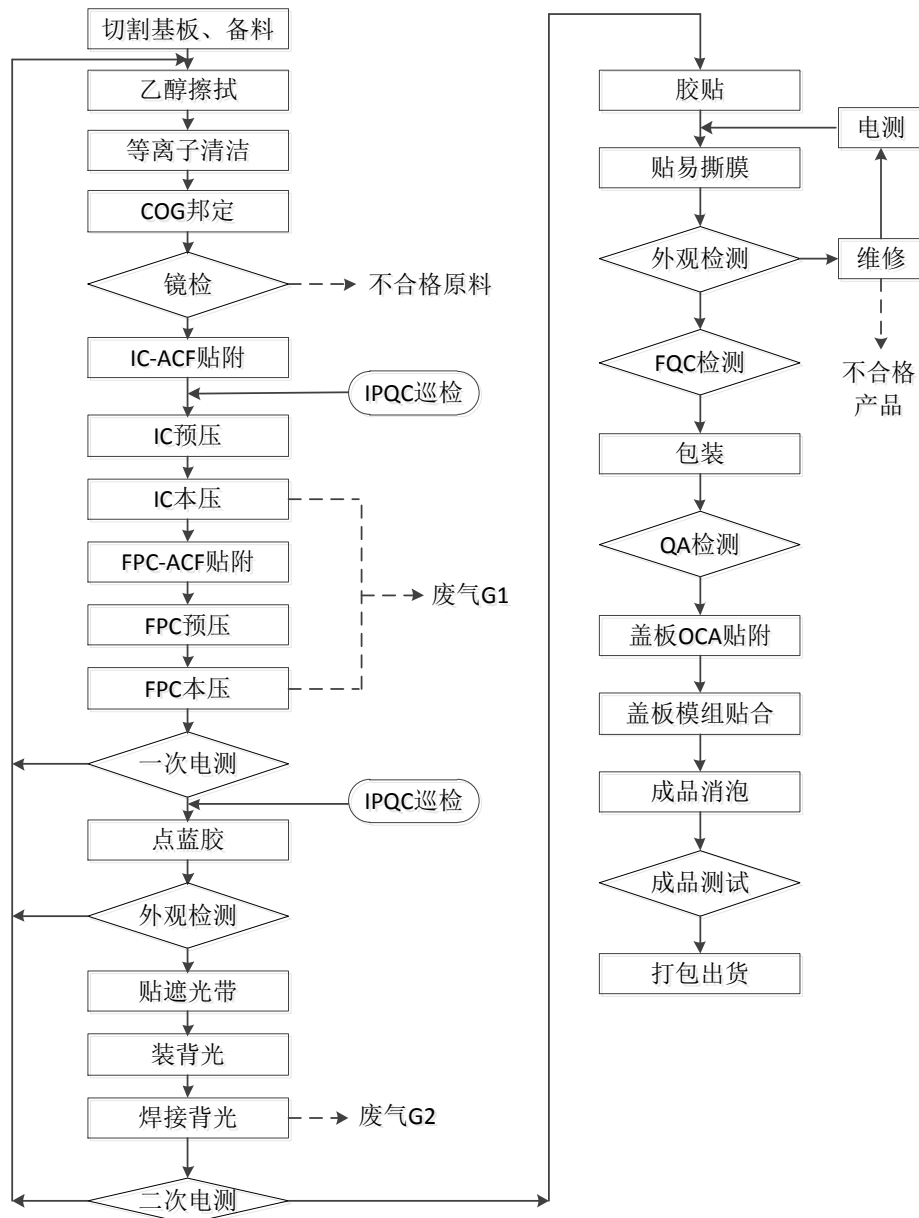 切割基板、备料
乙醇擦拭
等离子清洁
COG邦定
镜检
不合格原料
IC-ACF贴附
IPQC巡检
IC预压
IC本压
FPC-ACF贴附
废气G1
FPC预压
FPC本压
一次电测
IPQC巡检
点蓝胶
外观检测
贴遮光带
装背光
焊接背光
废气G2
二次电测
胶贴
电测
贴易撕膜
外观检测
维修
FQC检测
不合格
产品
包装
QA检测
盖板OCA贴附
盖板模组贴合
成品消泡
成品测试
打包出货